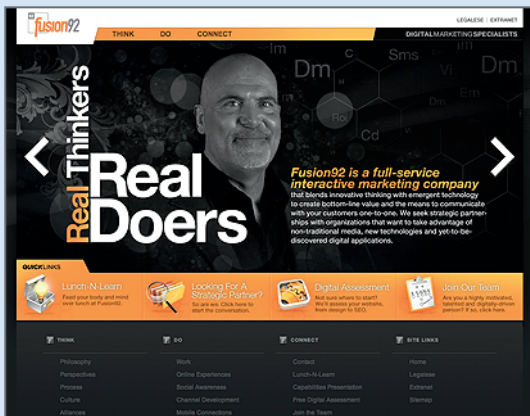 fusion92
LEGALESE | EXTRANET
THINK DO CONNECT
DIGITALMARKETINGSPECIALISTS
Real Thinkers
Real
Doers
Dm
C
Sms
Im
Vi
Em
Dm
Roi
Cd
Fusion92 is a full-service
interactive marketing company
that blends innovative thinking with emergent technology
to create bottom-line value and the means to communicate
with your customers one-to-one. We seek strategic partner-
ships with organizations that want to take advantage of
non-traditional media, new technologies and yet-to-be-
discovered digital applications.
QUICKLINKS
Lunch-N-Learn
Feed your body and mind
over lunch at Fusion92.
Looking For A
Strategic Partner?
So are we. Click here to
start the conversation.
Digital Assessment
Not sure where to start?
We'll assess your website,
from design to SEO.
Join Our Team
Are you a highly motivated,
talented and digitally-driven
person? If so, click here.
THINK
Philosophy
Perspectives
Process
Culture
Alliances
DO
Work
Online Experiences
Social Awareness
Channel Development
Mobile Connections
CONNECT
Contact
Lunch-N-Learn
Capabilities Presentation
Free Digital Assessment
Join the Team
SITE LINKS
Home
Legalese
Extranet
Sitemap